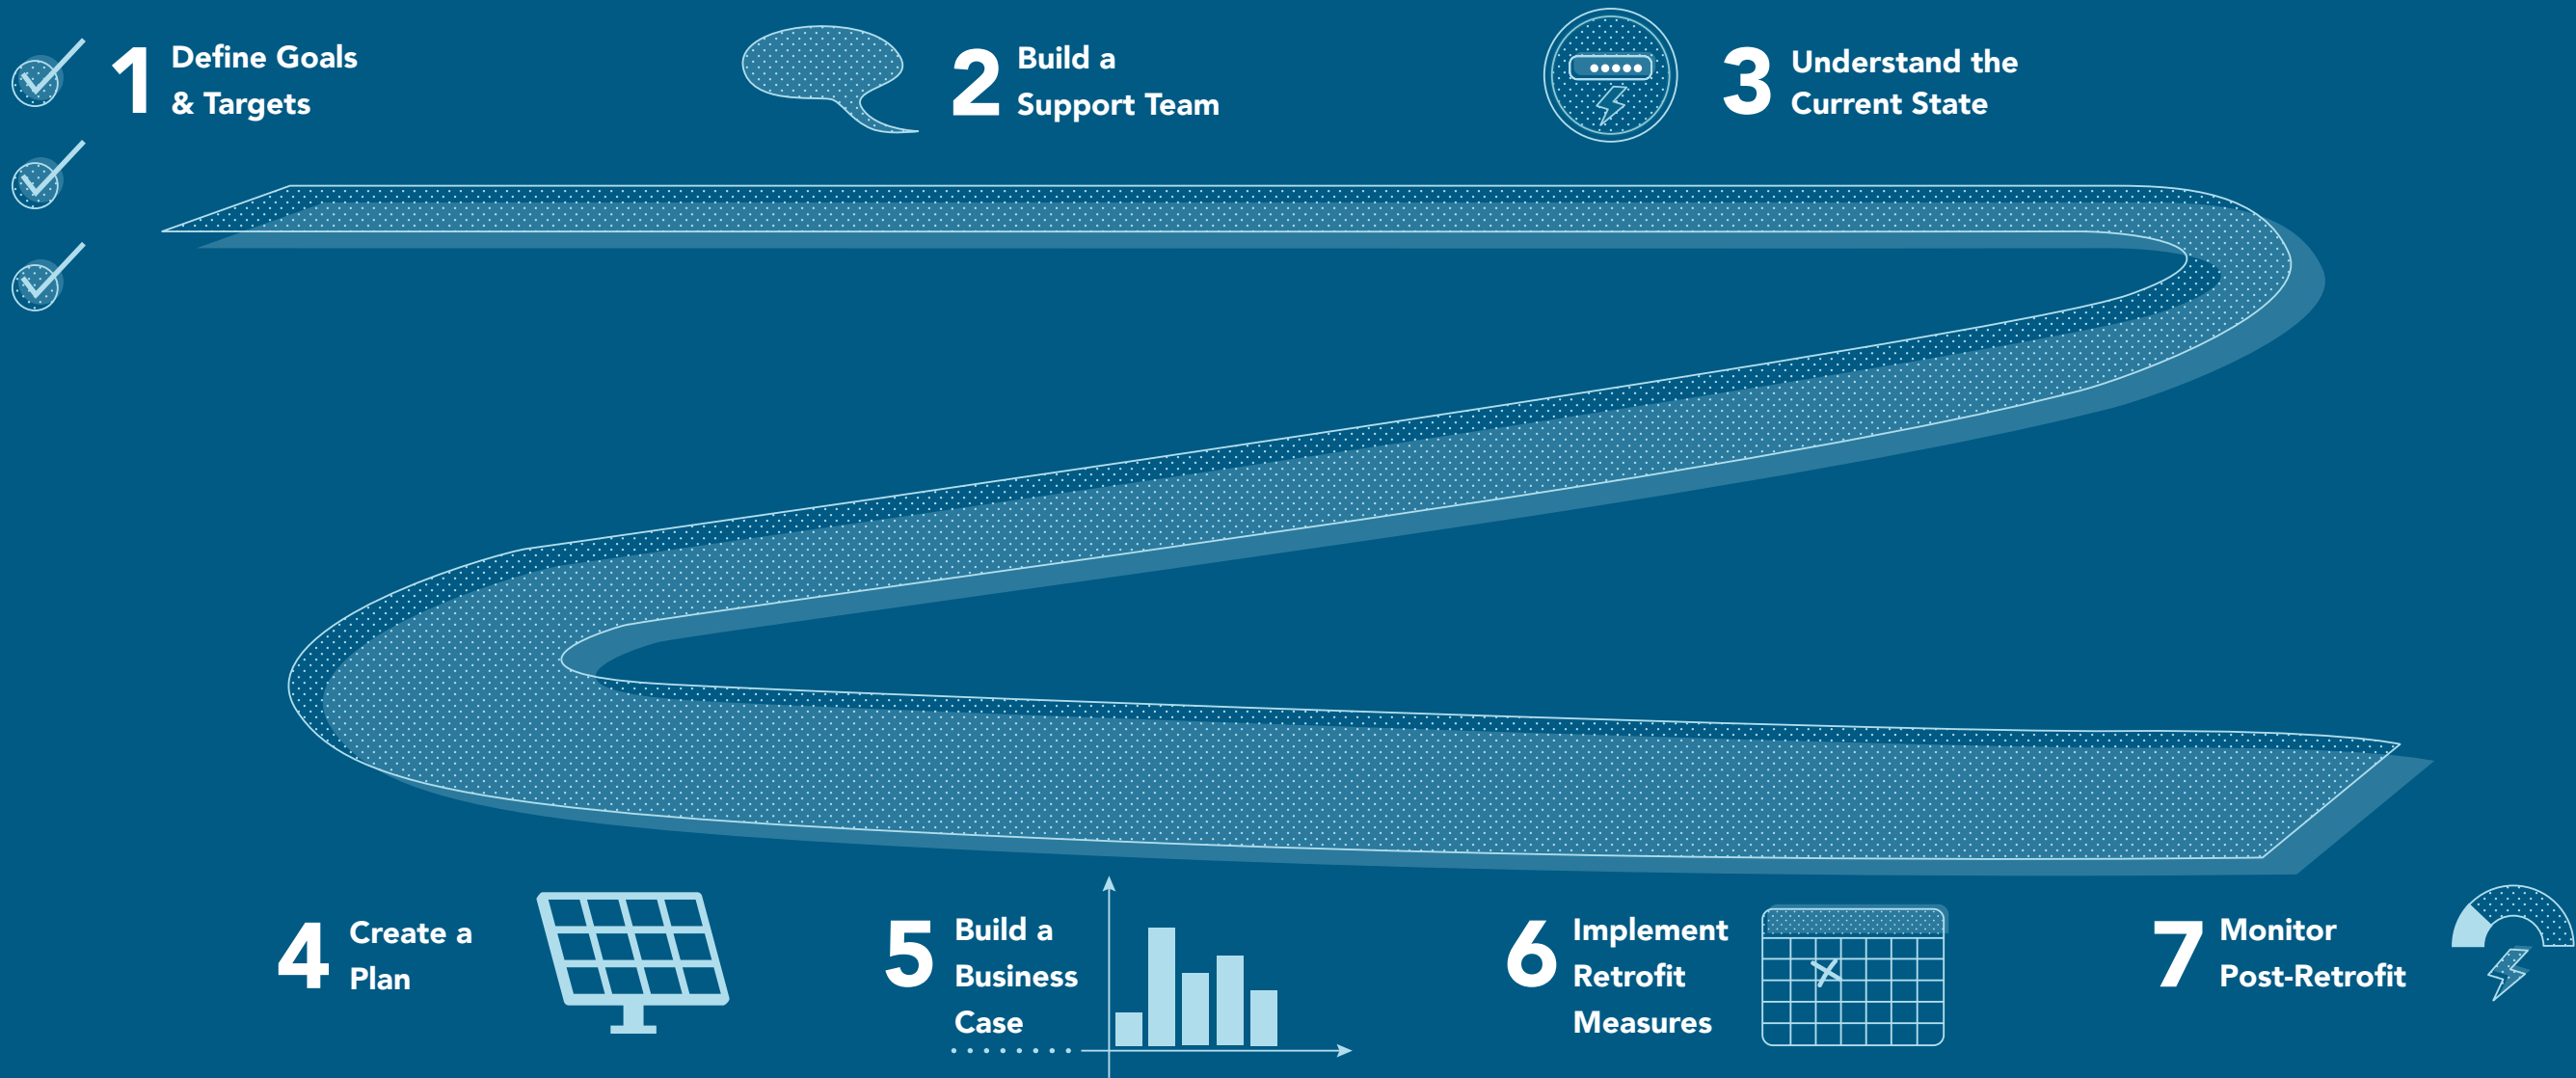 1 Define Goals
& Targets
2 Build a
Support Team
3 Understand the
Current State
4 Create a
Plan
5 Build a
Business
Case
6 Implement
Retrofit
Measures
7 Monitor
Post-Retrofit